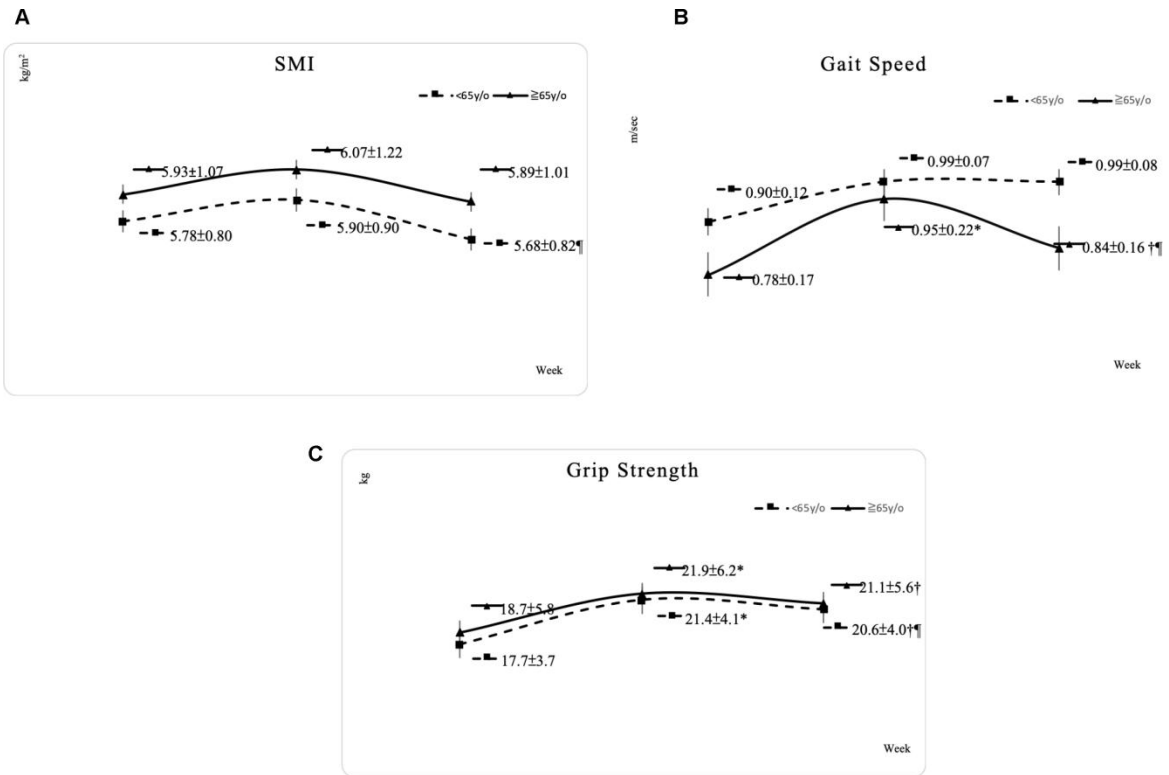 A
kg/m²
SMI
<65y/o ≧65y/o
5.93±1.07
6.07±1.22
5.89±1.01
5.78±0.80
5.90±0.90
5.68±0.82¶
Week
B
Gait Speed
<65y/o ≧65y/o
m/sec
0.90±0.12
0.99±0.07
0.99±0.08
0.78±0.17
0.95±0.22*
0.84±0.16 †¶
Week
C
kg
Grip Strength
<65y/o ≧65y/o
18.7±5.8
21.9±6.2*
21.1±5.6†
17.7±3.7
21.4±4.1*
20.6±4.0†¶
Week